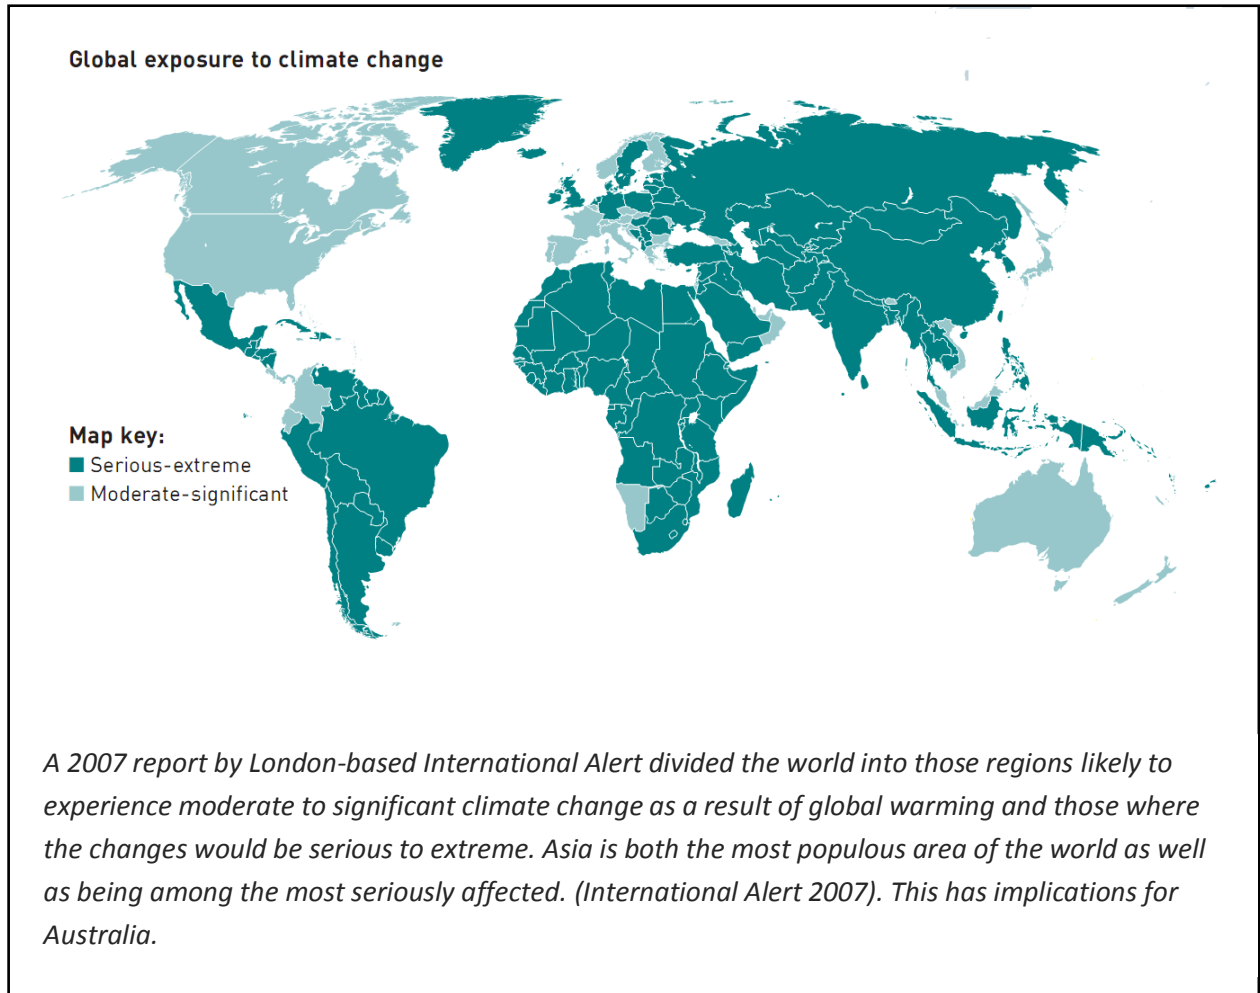 Global exposure to climate change
Map key:
Serious-extreme
Moderate-significant
A 2007 report by London-based International Alert divided the world into those regions likely to
experience moderate to significant climate change as a result of global warming and those where
the changes would be serious to extreme. Asia is both the most populous area of the world as well
as being among the most seriously affected. (International Alert 2007). This has implications for
Australia.